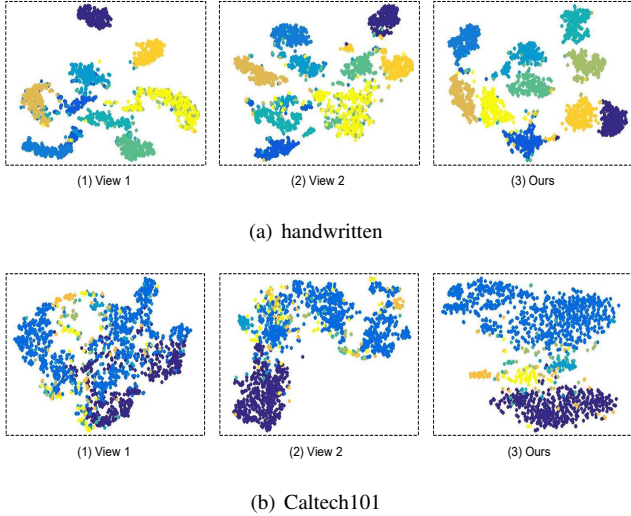 (1) View 1 (2) View 2 (3) Ours
(a) handwritten
(1) View 1 (2) View 2 (3) Ours
(b) Caltech101